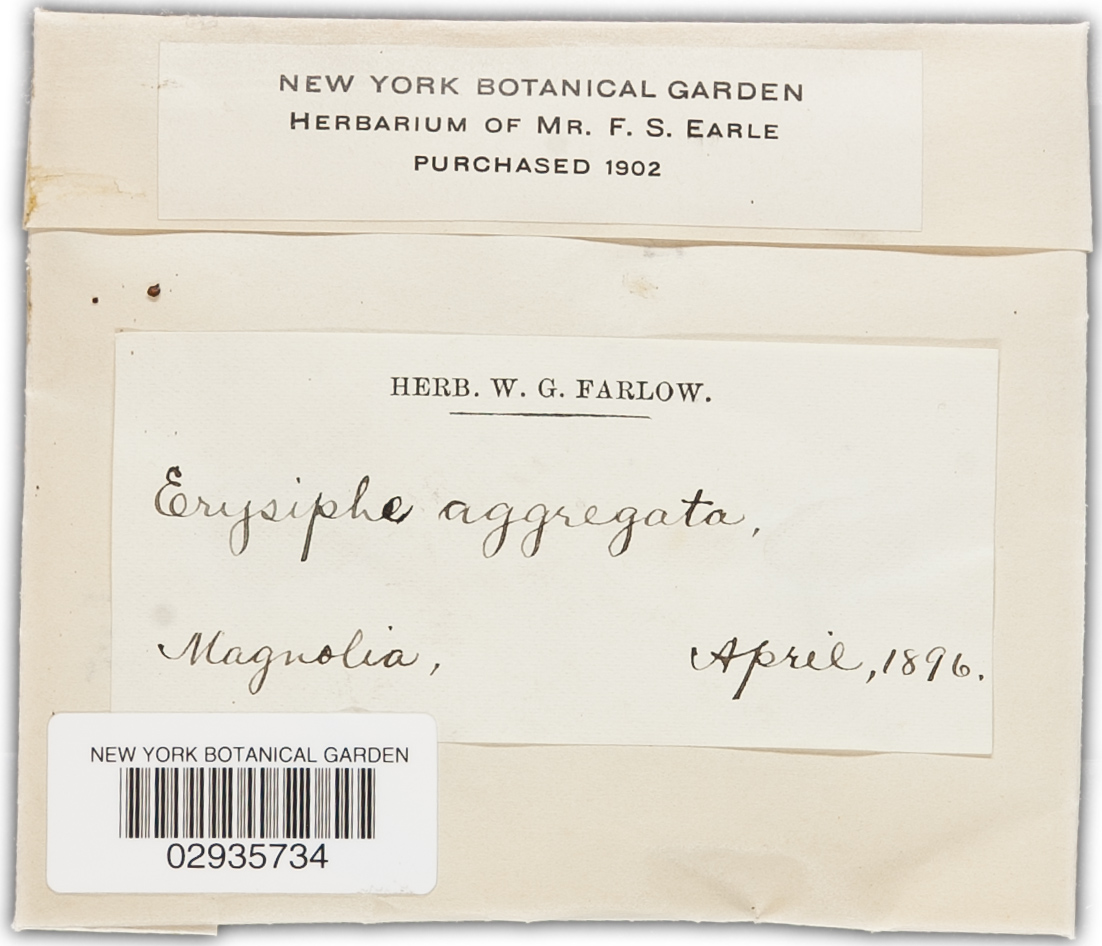 NEW YORK BOTANICAL GARDEN
HERBARIUM OF MR. F. S. EARLE
PURCHASED 1902
HERB. W. G. FARLOW.
Erysiphe aggregata,
Magnolia, April, 1896.
NEW YORK BOTANICAL GARDEN
02935734